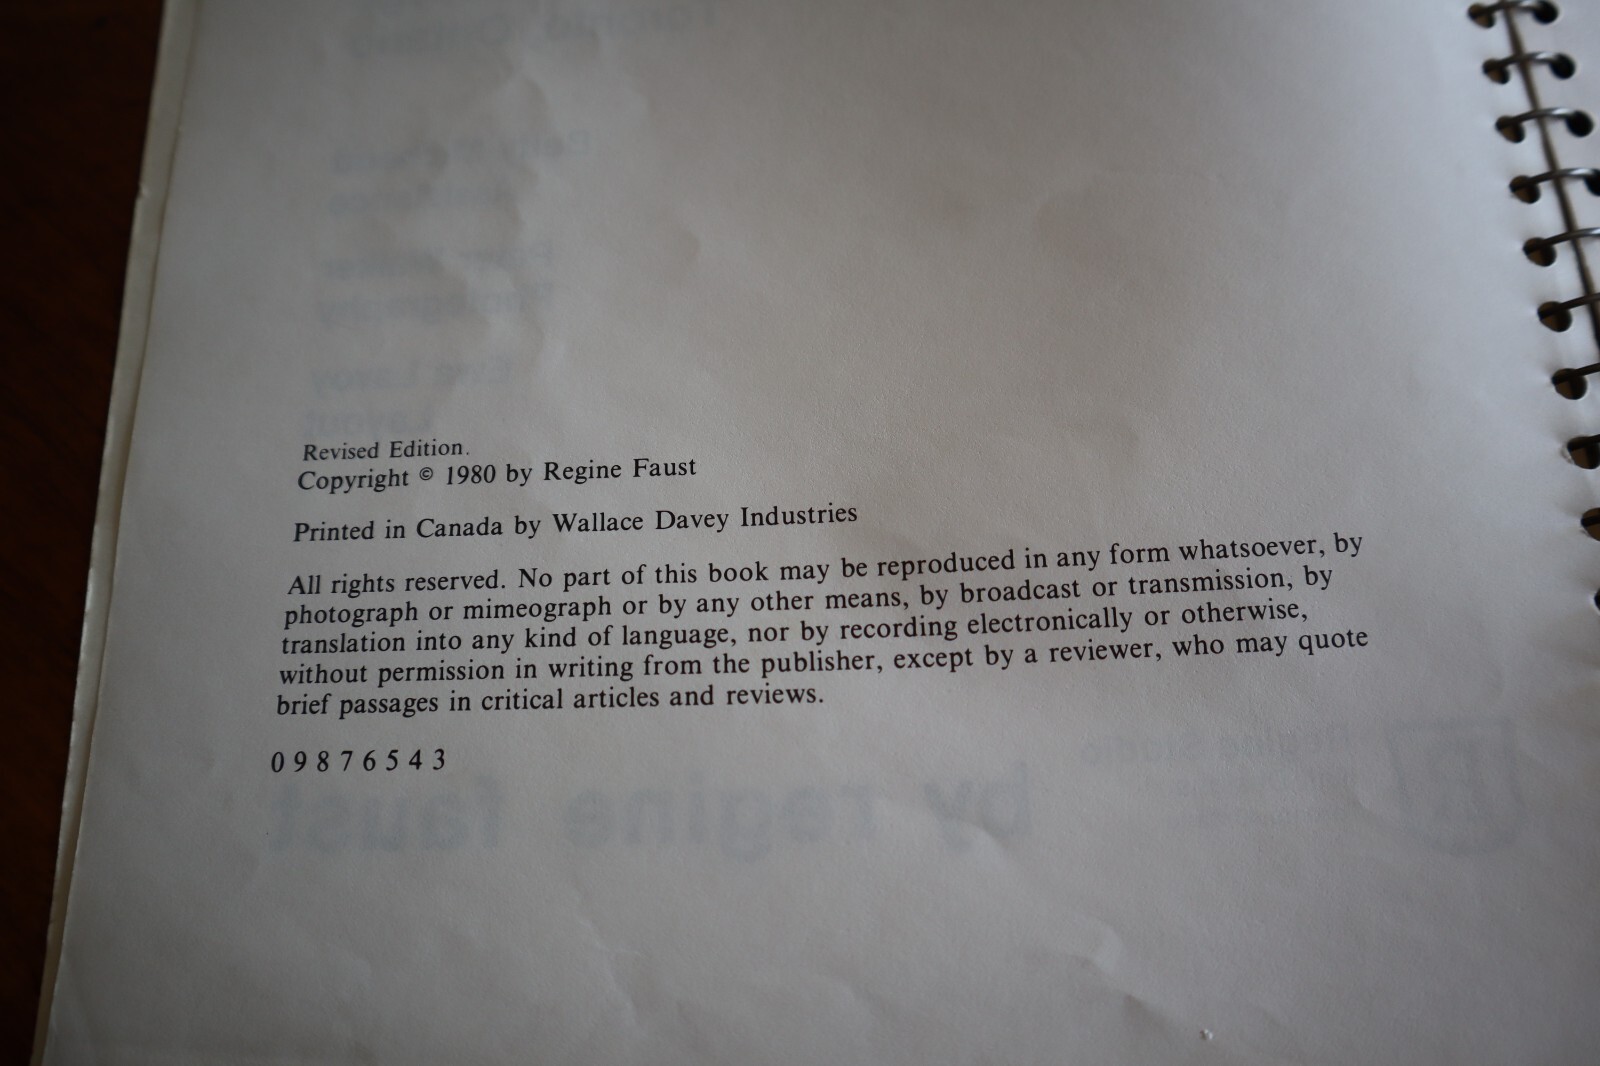 Revised Edition.
Copyright © 1980 by Regine Faust
Printed in Canada by Wallace Davey Industries
All rights reserved. No part of this book may be reproduced in any form whatsoever, by
photograph or mimeograph or by any other means, by broadcast or transmission, by
translation into any kind of language, nor by recording electronically or otherwise,
without permission in writing from the publisher, except by a reviewer, who may quote
brief passages in critical articles and reviews.
0 9 8 7 6 5 4 3
by regine faust